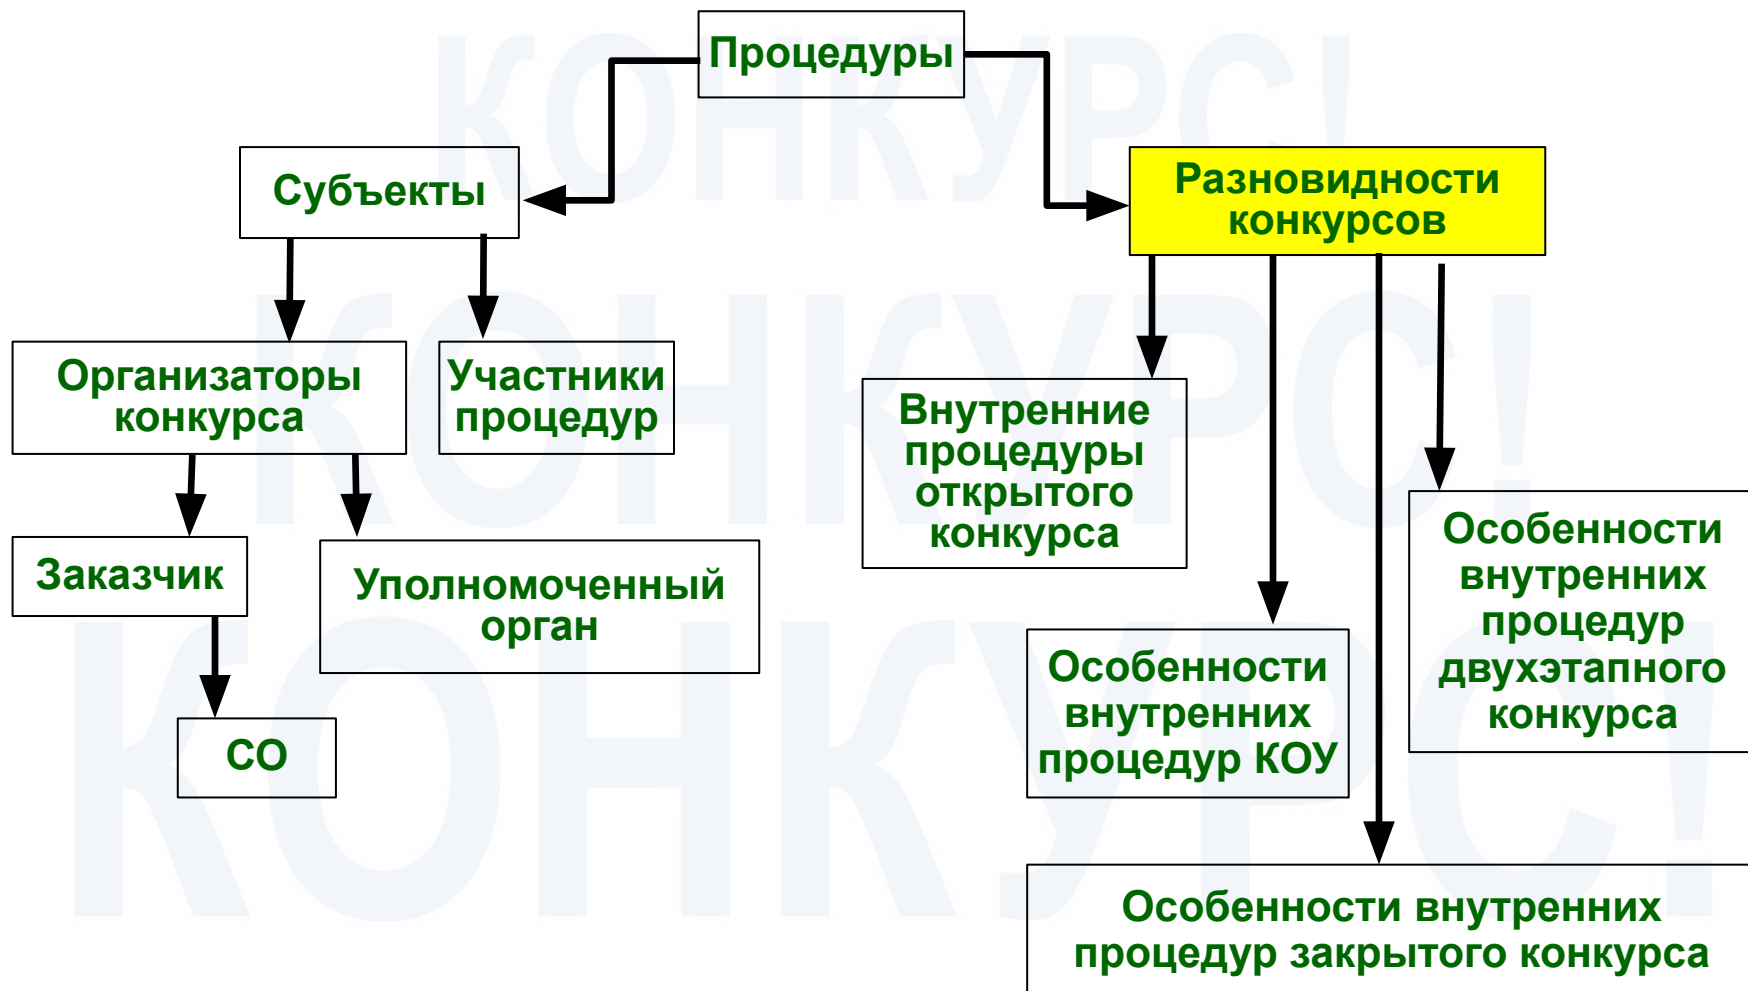 КОНКУРС!
Процедуры
Субъекты
Разновидности
конкурсов
КОНКУРС!
Организаторы
конкурса
Участники
процедур
Внутренние
процедуры
открытого
конкурса
Особенности
внутренних
процедур
двухэтапного
конкурса
Заказчик
Уполномоченный
орган
КОНКУРС!
Особенности
внутренних
процедур КОУ
СО
Особенности внутренних
процедур закрытого конкурса